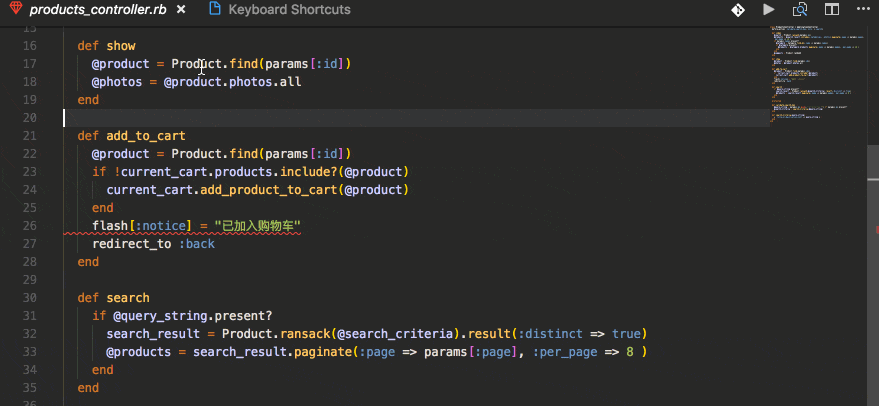 products_controller.rb × Keyboard Shortcuts
15
16 def show
17 @product = Product.find(params[:id])
18 @photos = @product.photos.all
19 end
20
21 def add_to_cart
22 @product = Product.find(params[:id])
23 if !current_cart.products.include?(@product)
24 current_cart.add_product_to_cart(@product)
25 end
26 flash[:notice] = "已加入购物车"
27 redirect_to :back
28 end
29
30 def search
31 if @query_string.present?
32 search_result = Product.ransack(@search_criteria).result(:distinct => true)
33 @products = search_result.paginate(:page => params[:page], :per_page => 8 )
34 end
35 end
36